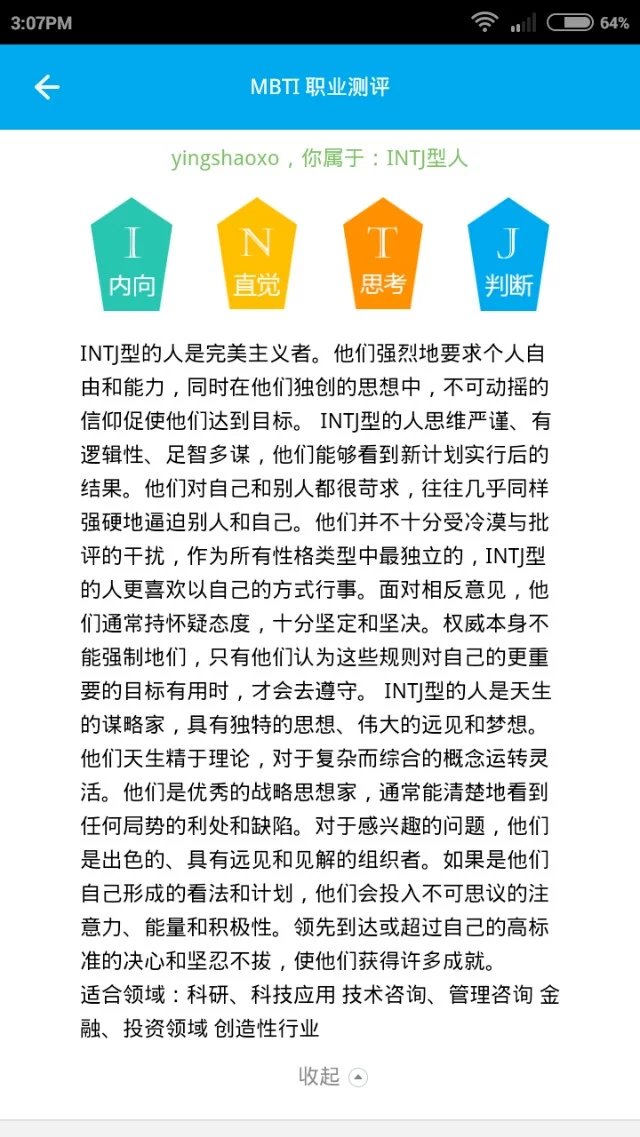 3:07PM
64%
MBTI 职业测评
yingshaoxo，你属于：INTJ型人
I N T J
内向 直觉 思考 判断
INTJ型的人是完美主义者。他们强烈地要求个人自
由和能力，同时在他们独创的思想中，不可动摇的
信仰促使他们达到目标。 INTJ型的人思维严谨、有
逻辑性、足智多谋，他们能够看到新计划实行后的
结果。他们对自己和别人都很苛求，往往几乎同样
强硬地逼迫别人和自己。他们并不十分受冷漠与批
评的干扰，作为所有性格类型中最独立的，INTJ型
的人更喜欢以自己的方式行事。面对相反意见，他
们通常持怀疑态度，十分坚定和坚决。权威本身不
能强制地们，只有他们认为这些规则对自己的更重
要的目标有用时，才会去遵守。 INTJ型的人是天生
的谋略家，具有独特的思想、伟大的远见和梦想。
他们天生精于理论，对于复杂而综合的概念运转灵
活。他们是优秀的战略思想家，通常能清楚地看到
任何局势的利处和缺陷。对于感兴趣的问题，他们
是出色的、具有远见和见解的组织者。如果是他们
自己形成的看法和计划，他们会投入不可思议的注
意力、能量和积极性。领先到达或超过自己的高标
准的决心和坚忍不拔，使他们获得许多成就。
适合领域：科研、科技应用 技术咨询、管理咨询 金
融、投资领域 创造性行业
收起